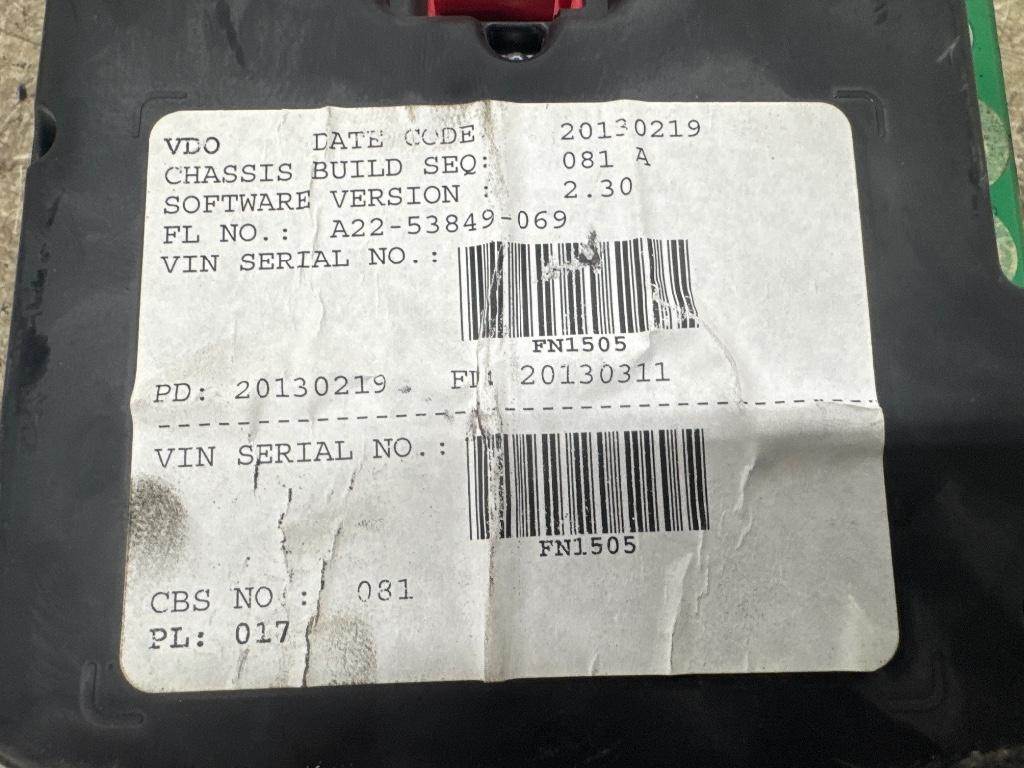 VDO DATE CODE 20130219
CHASSIS BUILD SEQ: 081 A
SOFTWARE VERSION : 2.30
FL NO.: A22-53849-069
VIN SERIAL NO.:
FN1505
PD: 20130219 FD: 20130311
VIN SERIAL NO.:
FN1505
CBS NO.: 081
PL: 017